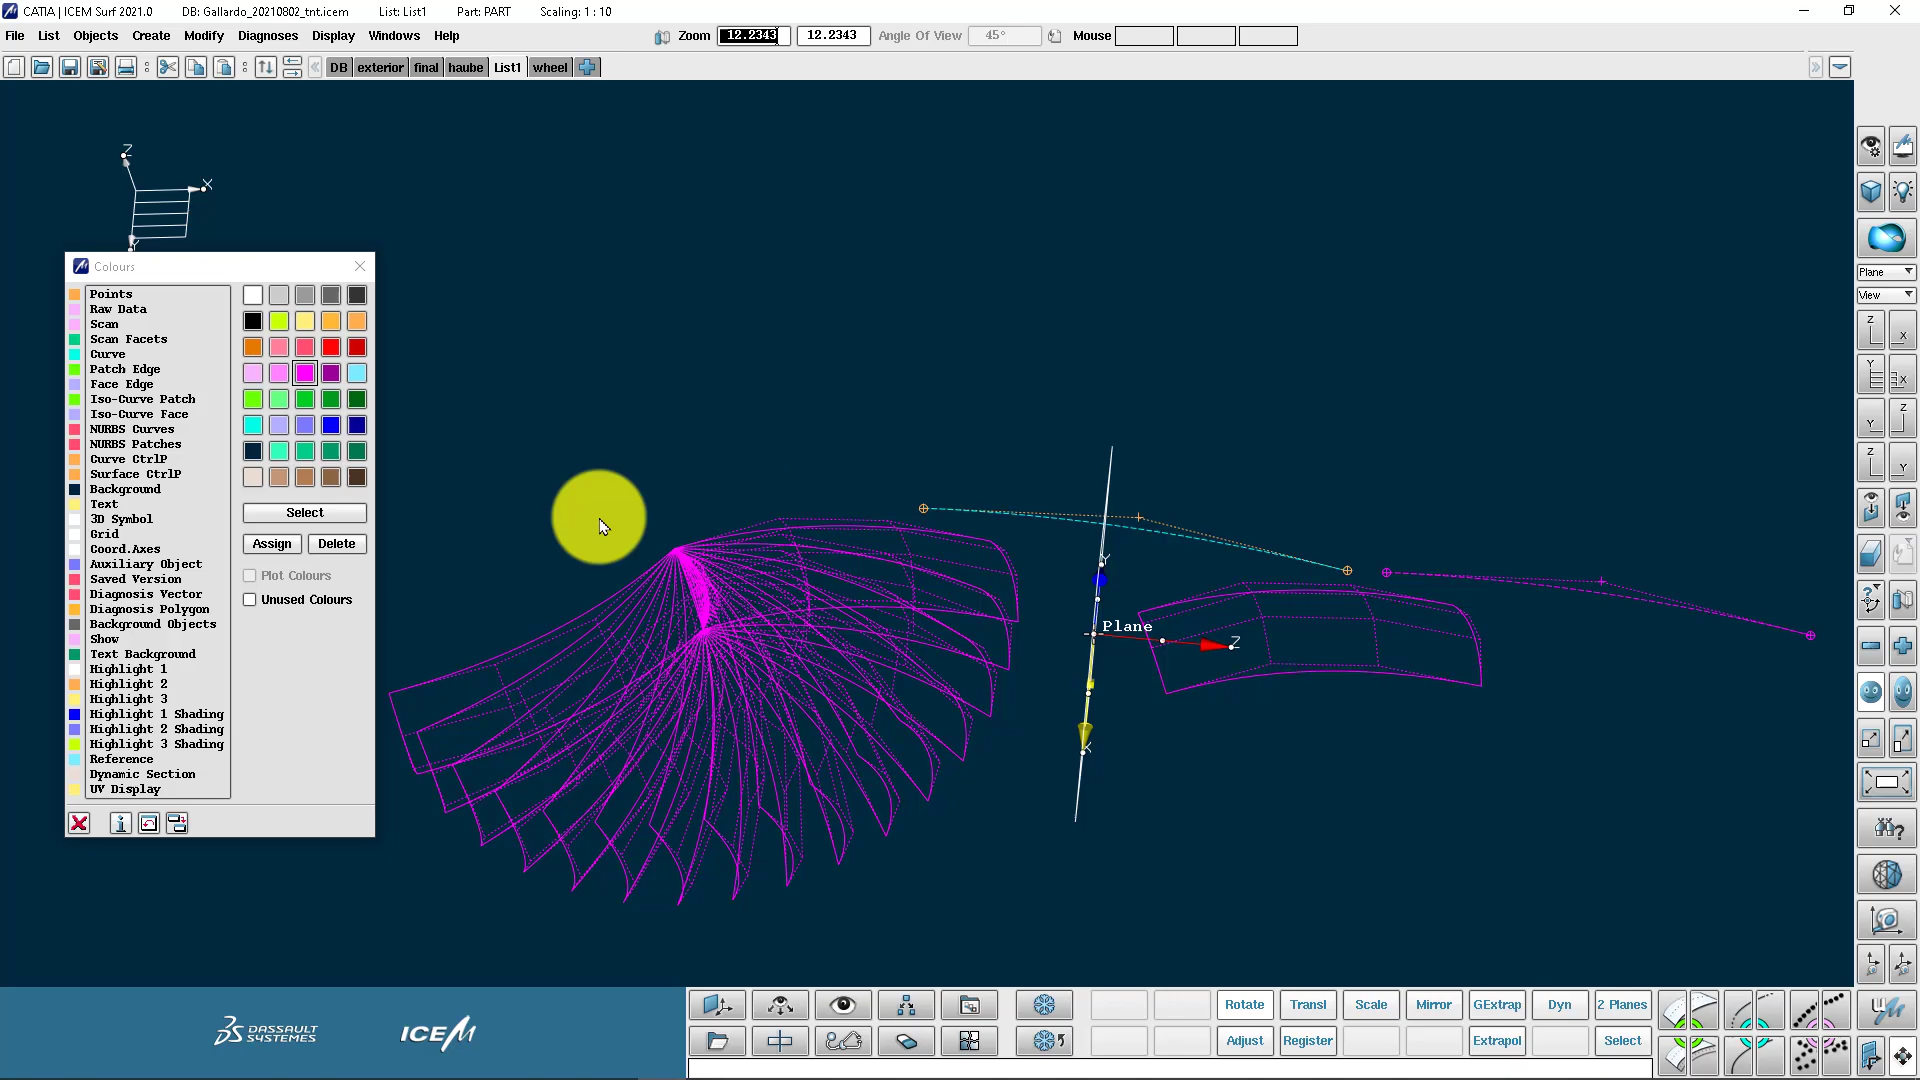 CATIA | ICEM Surf 2021.0 DB: Gallardo_20210802_tnt.icem List: List1 Part: PART Scaling: 1 : 10
File List Objects Create Modify Diagnoses Display Windows Help Zoom 12.2343 12.2343 Angle Of View 45° Mouse
DB exterior final haube List1 wheel
Z
X
Colours
Points
Raw Data
Scan
Scan Facets
Curve
Patch Edge
Face Edge
Iso-Curve Patch
Iso-Curve Face
NURBS Curves
NURBS Patches
Curve CtrlP
Surface CtrlP
Background
Text
3D Symbol
Grid
Coord.Axes
Auxiliary Object
Saved Version
Diagnosis Vector
Diagnosis Polygon
Background Objects
Show
Text Background
Highlight 1
Highlight 2
Highlight 3
Highlight 1 Shading
Highlight 2 Shading
Highlight 3 Shading
Reference
Dynamic Section
UV Display
Select
Assign Delete
Plot Colours
Unused Colours
Y
Plane
Z
X
Plane
View
Z X
Y X
Y Z
Z Y
DASSAULT SYSTEMES ICEM
Rotate Transl Scale Mirror GExtrap Dyn 2 Planes
Adjust Register Extrapol Select